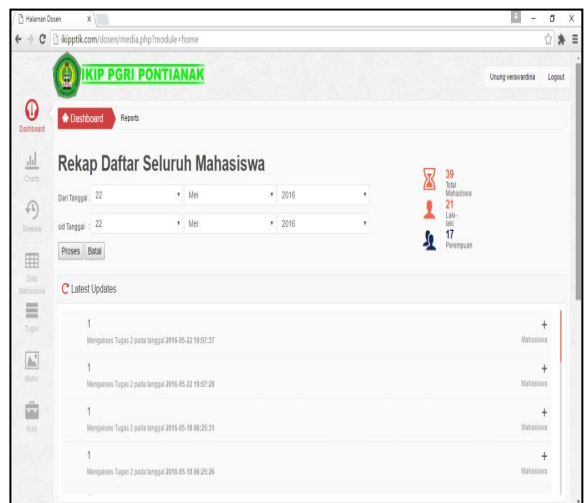 Halaman Dosen
ikipptik.com/dosen/media.php?module=home
IKIP PGRI PONTIANAK
Unung verawardina Logout
Dashboard
Charts
Timeline
Data
Mahasiswa
Tugas
Materi
Nilai
Dashboard Reports
Rekap Daftar Seluruh Mahasiswa
Dari Tanggal : 22 Mei 2016
s/d Tanggal : 22 Mei 2016
Proses Batal
39
Total
Mahasiswa
21
Laki-
laki
17
Perempuan
Latest Updates
1
Mengakses Tugas 2 pada tanggal 2016-05-22 19:07:37
+
Mahasiswa
1
Mengakses Tugas 2 pada tanggal 2016-05-22 19:07:28
+
Mahasiswa
1
Mengakses Tugas 2 pada tanggal 2016-05-18 06:25:31
+
Mahasiswa
1
Mengakses Tugas 2 pada tanggal 2016-05-18 06:25:26
+
Mahasiswa